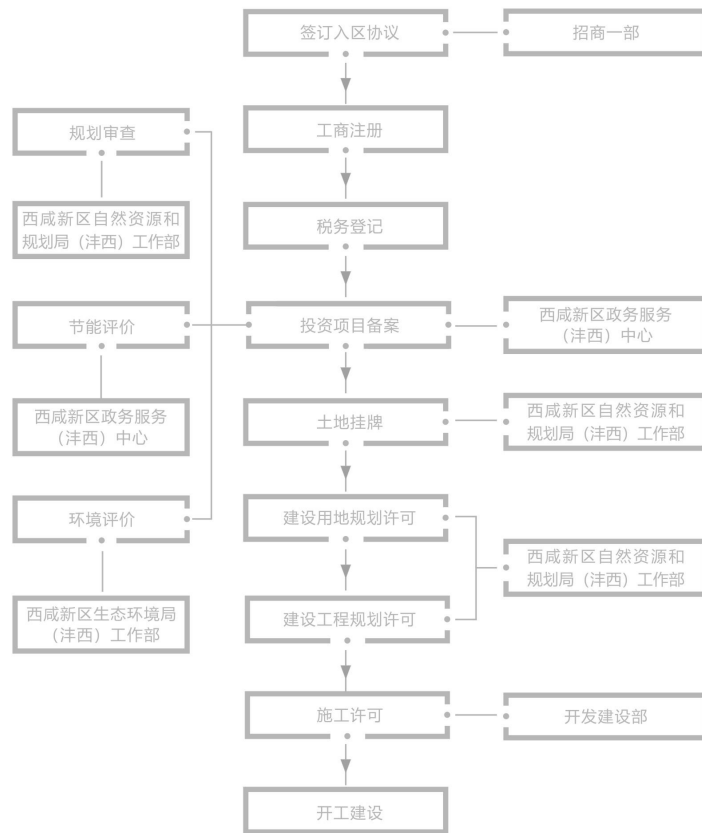 签订入区协议
招商一部
工商注册
规划审查
西咸新区自然资源和
规划局（沣西）工作部
税务登记
节能评价
投资项目备案
西咸新区政务服务
（沣西）中心
西咸新区政务服务
（沣西）中心
土地挂牌
西咸新区自然资源和
规划局（沣西）工作部
环境评价
建设用地规划许可
西咸新区自然资源和
规划局（沣西）工作部
西咸新区生态环境局
（沣西）工作部
建设工程规划许可
施工许可
开发建设部
开工建设